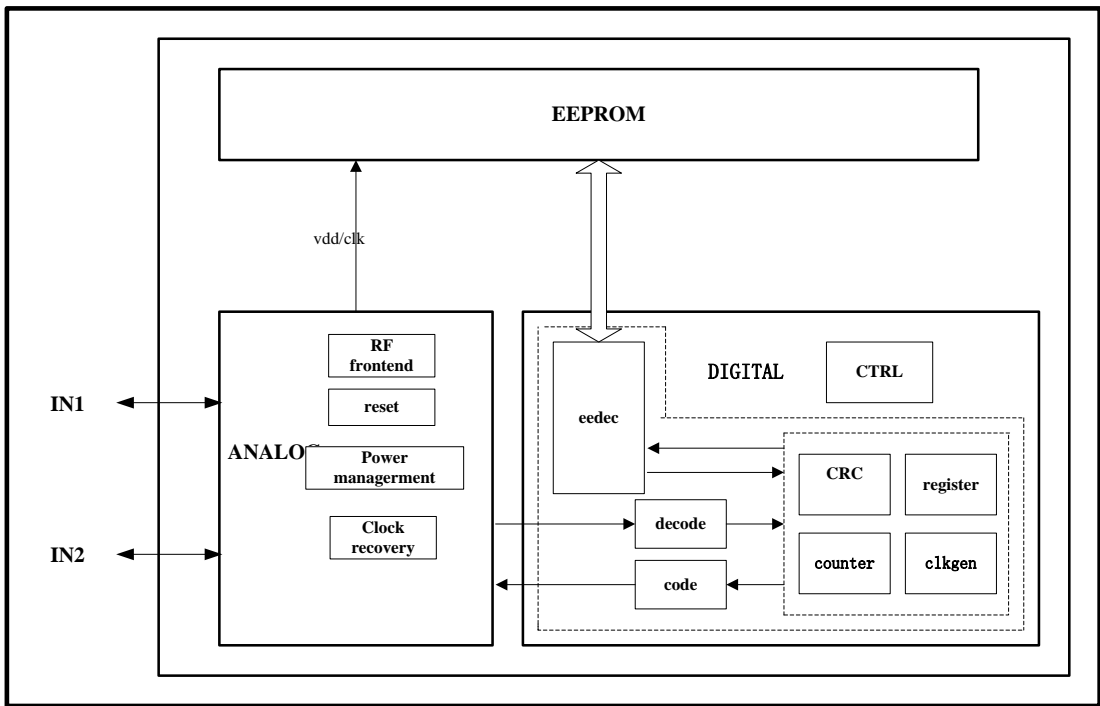 EEPROM
vdd/clk
RF
frontend
reset
ANALOG
Power
managerment
Clock
recovery
IN1
IN2
eedec
DIGITAL
CTRL
CRC
register
decode
counter
clkgen
code